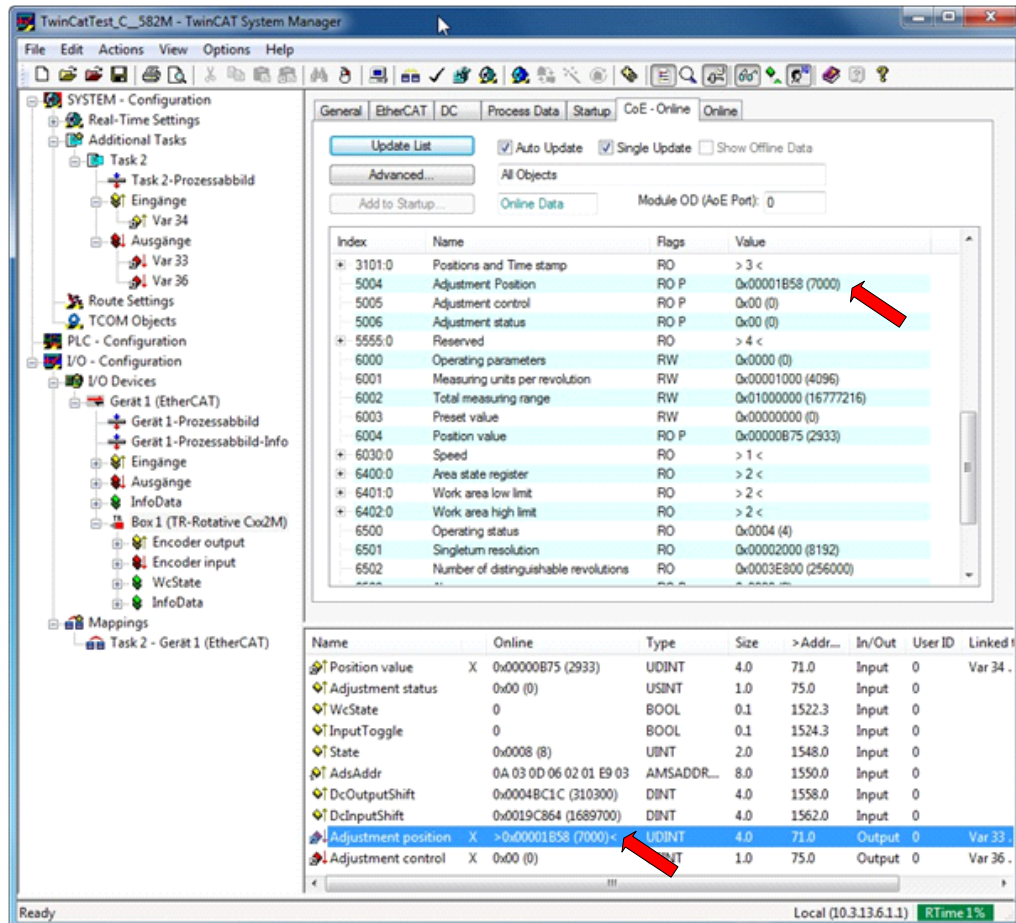 TwinCatTest_C__582M - TwinCAT System Manager
File Edit Actions View Options Help
SYSTEM - Configuration
Real-Time Settings
Additional Tasks
Task 2
Task 2-Prozessabbild
Eingänge
Var 34
Ausgänge
Var 33
Var 36
Route Settings
TCOM Objects
PLC - Configuration
I/O - Configuration
I/O Devices
Gerät 1 (EtherCAT)
Gerät 1-Prozessabbild
Gerät 1-Prozessabbild-Info
Eingänge
Ausgänge
InfoData
Box 1 (TR-Rotative Cxx2M)
Encoder output
Encoder input
WcState
InfoData
Mappings
Task 2 - Gerät 1 (EtherCAT)
General EtherCAT DC Process Data Startup CoE - Online Online
Update List Auto Update Single Update Show Offline Data
Advanced... All Objects
Add to Startup... Online Data Module OD (AoE Port): 0
Index Name Flags Value
3101:0 Positions and Time stamp RO > 3 <
5004 Adjustment Position RO P 0x00001B58 (7000)
5005 Adjustment control RO P 0x00 (0)
5006 Adjustment status RO P 0x00 (0)
5555:0 Reserved RO > 4 <
6000 Operating parameters RW 0x0000 (0)
6001 Measuring units per revolution RW 0x00001000 (4096)
6002 Total measuring range RW 0x01000000 (16777216)
6003 Preset value RW 0x00000000 (0)
6004 Position value RO P 0x00000B75 (2933)
6030:0 Speed RO > 1 <
6400:0 Area state register RO > 2 <
6401:0 Work area low limit RO > 2 <
6402:0 Work area high limit RO > 2 <
6500 Operating status RO 0x0004 (4)
6501 Singleturn resolution RO 0x00002000 (8192)
6502 Number of distinguishable revolutions RO 0x0003E800 (256000)
Name Online Type Size >Addr... In/Out User ID Linked
Position value X 0x00000B75 (2933) UDINT 4.0 71.0 Input 0 Var 34 .
Adjustment status 0x00 (0) USINT 1.0 75.0 Input 0
WcState 0 BOOL 0.1 1522.3 Input 0
InputToggle 0 BOOL 0.1 1524.3 Input 0
State 0x0008 (8) UINT 2.0 1548.0 Input 0
AdsAddr 0A 03 0D 06 02 01 E9 03 AMSADDR... 8.0 1550.0 Input 0
DcOutputShift 0x0004BC1C (310300) DINT 4.0 1558.0 Input 0
DcInputShift 0x0019C864 (1689700) DINT 4.0 1562.0 Input 0
Adjustment position X >0x00001B58 (7000)< UDINT 4.0 71.0 Output 0 Var 33 .
Adjustment control X 0x00 (0) 1.0 75.0 Output 0 Var 36 .
Ready Local (10.3.13.6.1.1) RTime 1%